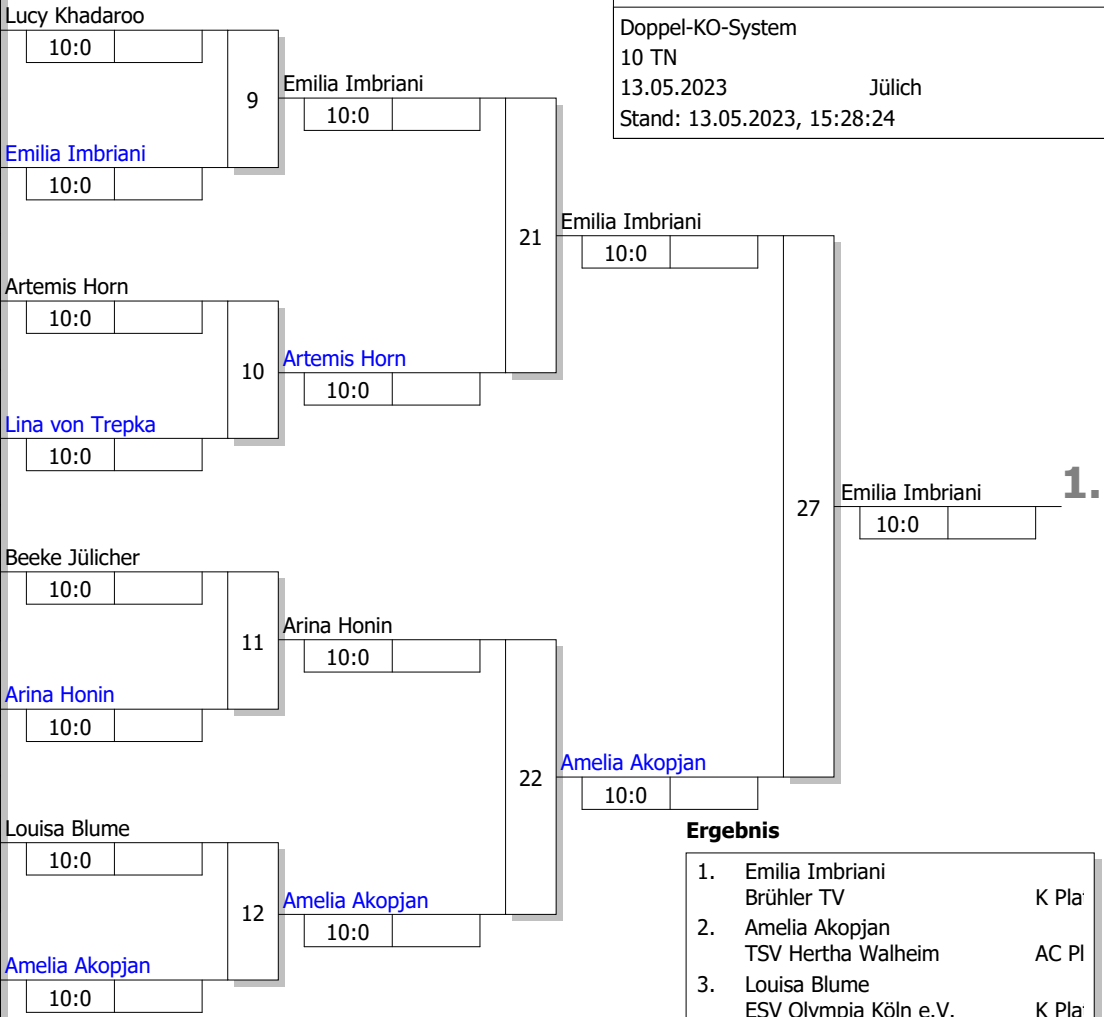 Lucy Khadaroo
10:0
9
Emilia Imbriani
10:0
Emilia Imbriani
10:0
Doppel-KO-System
10 TN
13.05.2023 Jülich
Stand: 13.05.2023, 15:28:24
21
Emilia Imbriani
10:0
Artemis Horn
10:0
10
Artemis Horn
10:0
Lina von Trepka
10:0
27
Emilia Imbriani
10:0
1.
Beeke Jülicher
10:0
11
Arina Honin
10:0
Arina Honin
10:0
22
Amelia Akopjan
10:0
Louisa Blume
10:0
12
Amelia Akopjan
10:0
Amelia Akopjan
10:0
Ergebnis
1. Emilia Imbriani
Brühler TV K
2. Amelia Akopjan
TSV Hertha Walheim AC
3. Louisa Blume
ESV Olympia Köln e.V. K